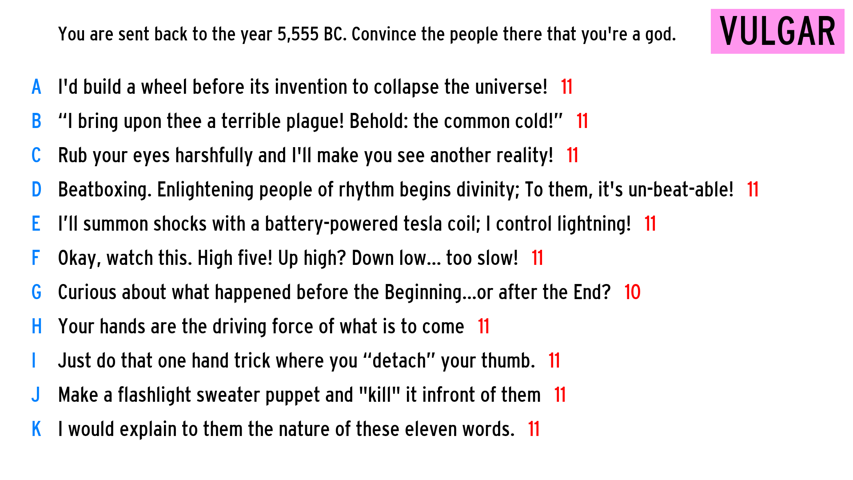 You are sent back to the year 5,555 BC. Convince the people there that you're a god.
VULGAR
A I'd build a wheel before its invention to collapse the universe! 11
B “I bring upon thee a terrible plague! Behold: the common cold!” 11
C Rub your eyes harshfully and I'll make you see another reality! 11
D Beatboxing. Enlightening people of rhythm begins divinity; To them, it's un-beat-able! 11
E I’ll summon shocks with a battery-powered tesla coil; I control lightning! 11
F Okay, watch this. High five! Up high? Down low... too slow! 11
G Curious about what happened before the Beginning...or after the End? 10
H Your hands are the driving force of what is to come 11
I Just do that one hand trick where you “detach” your thumb. 11
J Make a flashlight sweater puppet and "kill" it infront of them 11
K I would explain to them the nature of these eleven words. 11